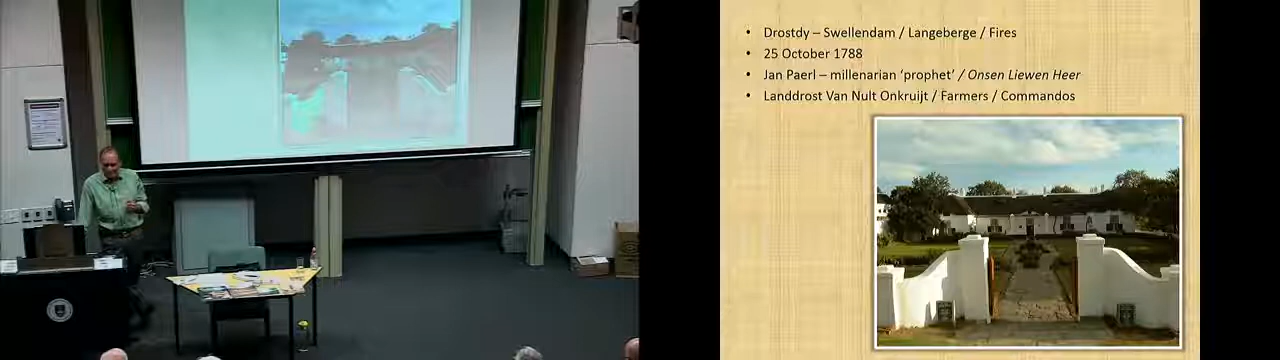 • Drostdy – Swellendam / Langeberge / Fires
• 25 October 1788
• Jan Paerl – millenarian ‘prophet’ / Onsen Liewen Heer
• Landdrost Van Nult Onkruijt / Farmers / Commandos